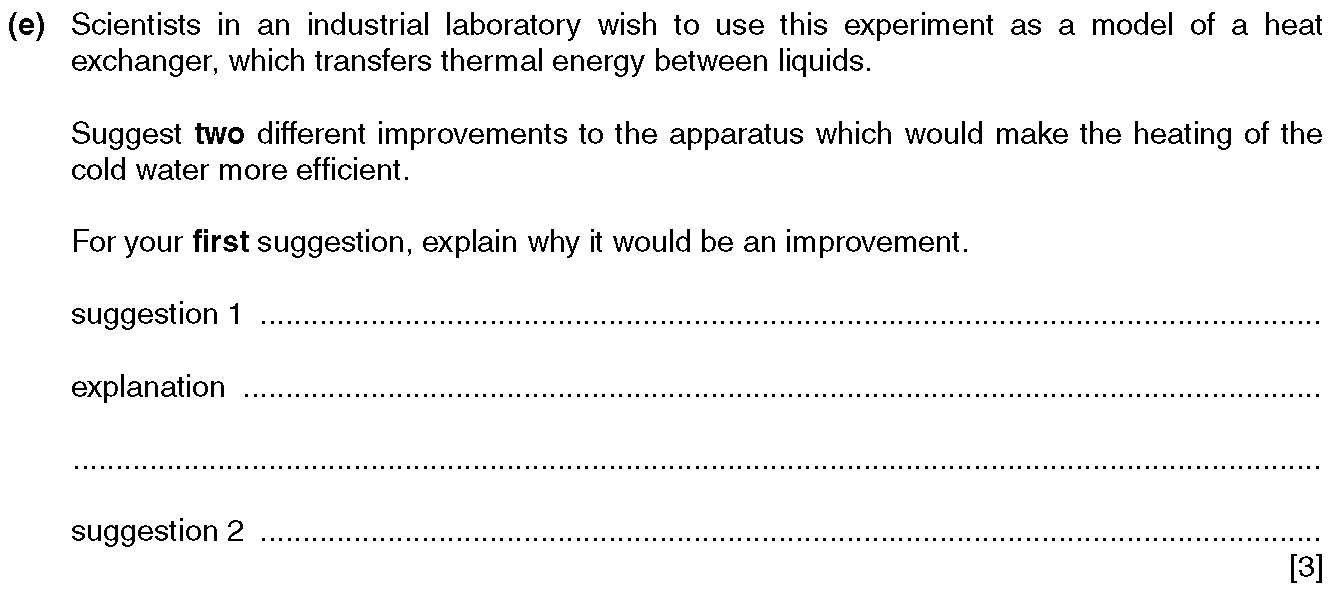 (e) Scientists in an industrial laboratory wish to use this experiment as a model of a heat
exchanger, which transfers thermal energy between liquids.
Suggest two different improvements to the apparatus which would make the heating of the
cold water more efficient.
For your first suggestion, explain why it would be an improvement.
suggestion 1 ..........................................................................................................................
explanation ............................................................................................................................
................................................................................................................................................
suggestion 2 ..........................................................................................................................
[3]